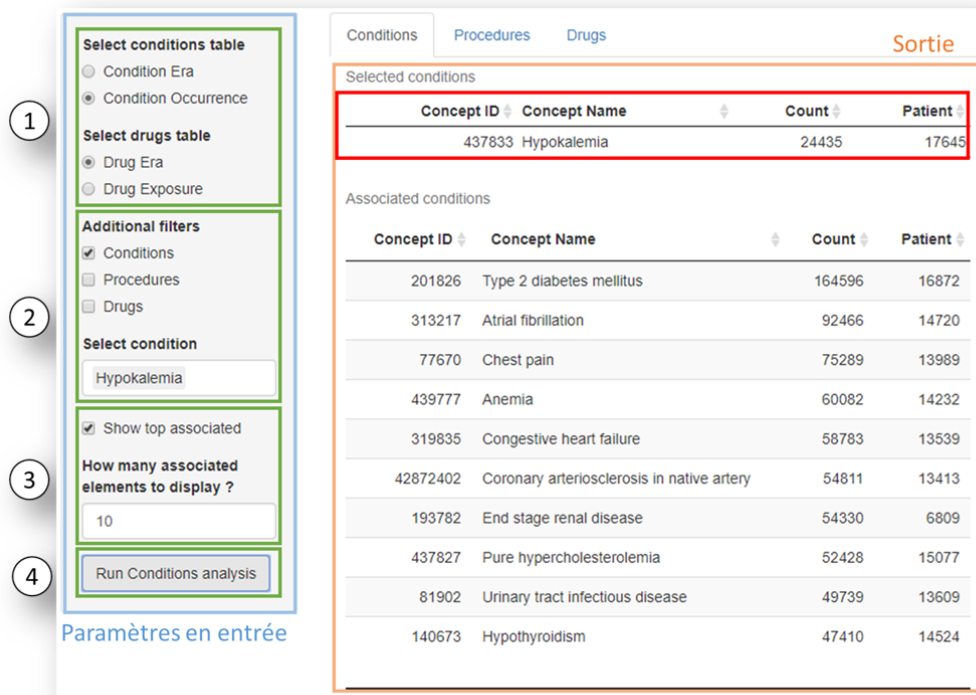 Select conditions table
Condition Era
Condition Occurrence
1
Select drugs table
Drug Era
Drug Exposure
Additional filters
Conditions
Procedures
2
Drugs
Select condition
Hypokalemia
Show top associated
3
How many associated
elements to display ?
10
4
Run Conditions analysis
Paramètres en entrée
Conditions Procedures Drugs
Sortie
Selected conditions
Concept ID Concept Name Count Patient
437833 Hypokalemia 24435 17645
Associated conditions
Concept ID Concept Name Count Patient
201826 Type 2 diabetes mellitus 164596 16872
313217 Atrial fibrillation 92466 14720
77670 Chest pain 75289 13989
439777 Anemia 60082 14232
319835 Congestive heart failure 58783 13539
42872402 Coronary arteriosclerosis in native artery 54811 13413
193782 End stage renal disease 54330 6809
437827 Pure hypercholesterolemia 52428 15077
81902 Urinary tract infectious disease 49739 13609
140673 Hypothyroidism 47410 14524